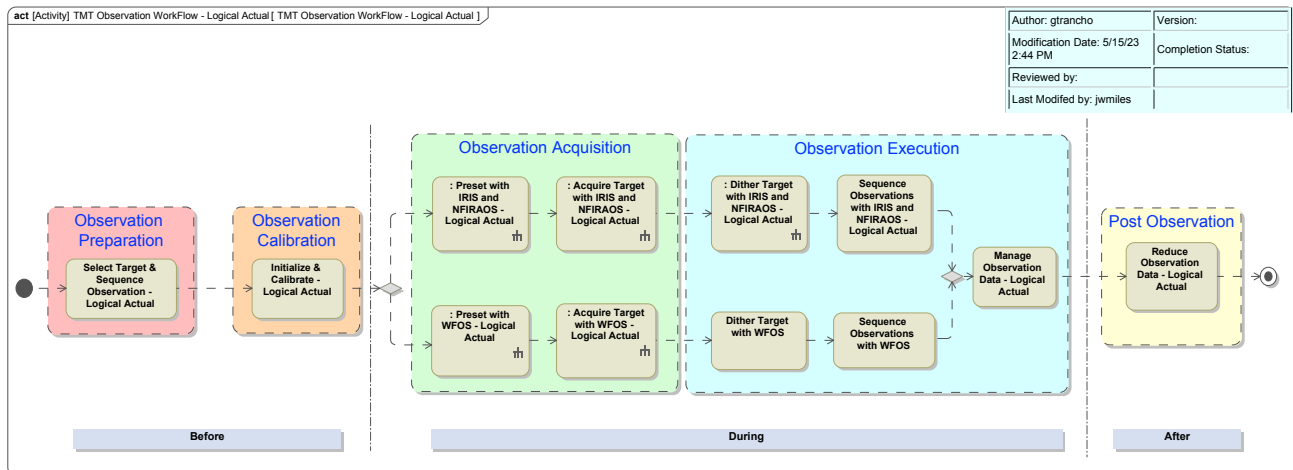 act [Activity] TMT Observation WorkFlow - Logical Actual[ TMT Observation WorkFlow - Logical Actual ]
Author: gtrancho
Version:
Modification Date: 5/15/23
2:44 PM
Completion Status:
Reviewed by:
Last Modifed by: jwmiles
Observation
Preparation
Select Target &
Sequence
Observation -
Logical Actual
Observation
Calibration
Initialize &
Calibrate -
Logical Actual
Observation Acquisition
: Preset with
IRIS and
NFIRAOS -
Logical Actual
: Acquire Target
with IRIS and
NFIRAOS -
Logical Actual
: Preset with
WFOS - Logical
Actual
: Acquire Target
with WFOS -
Logical Actual
Observation Execution
: Dither Target
with IRIS and
NFIRAOS -
Logical Actual
Sequence
Observations
with IRIS and
NFIRAOS -
Logical Actual
Dither Target
with WFOS
Sequence
Observations
with WFOS
Manage
Observation
Data - Logical
Actual
Post Observation
Reduce
Observation
Data - Logical
Actual
Before
During
After